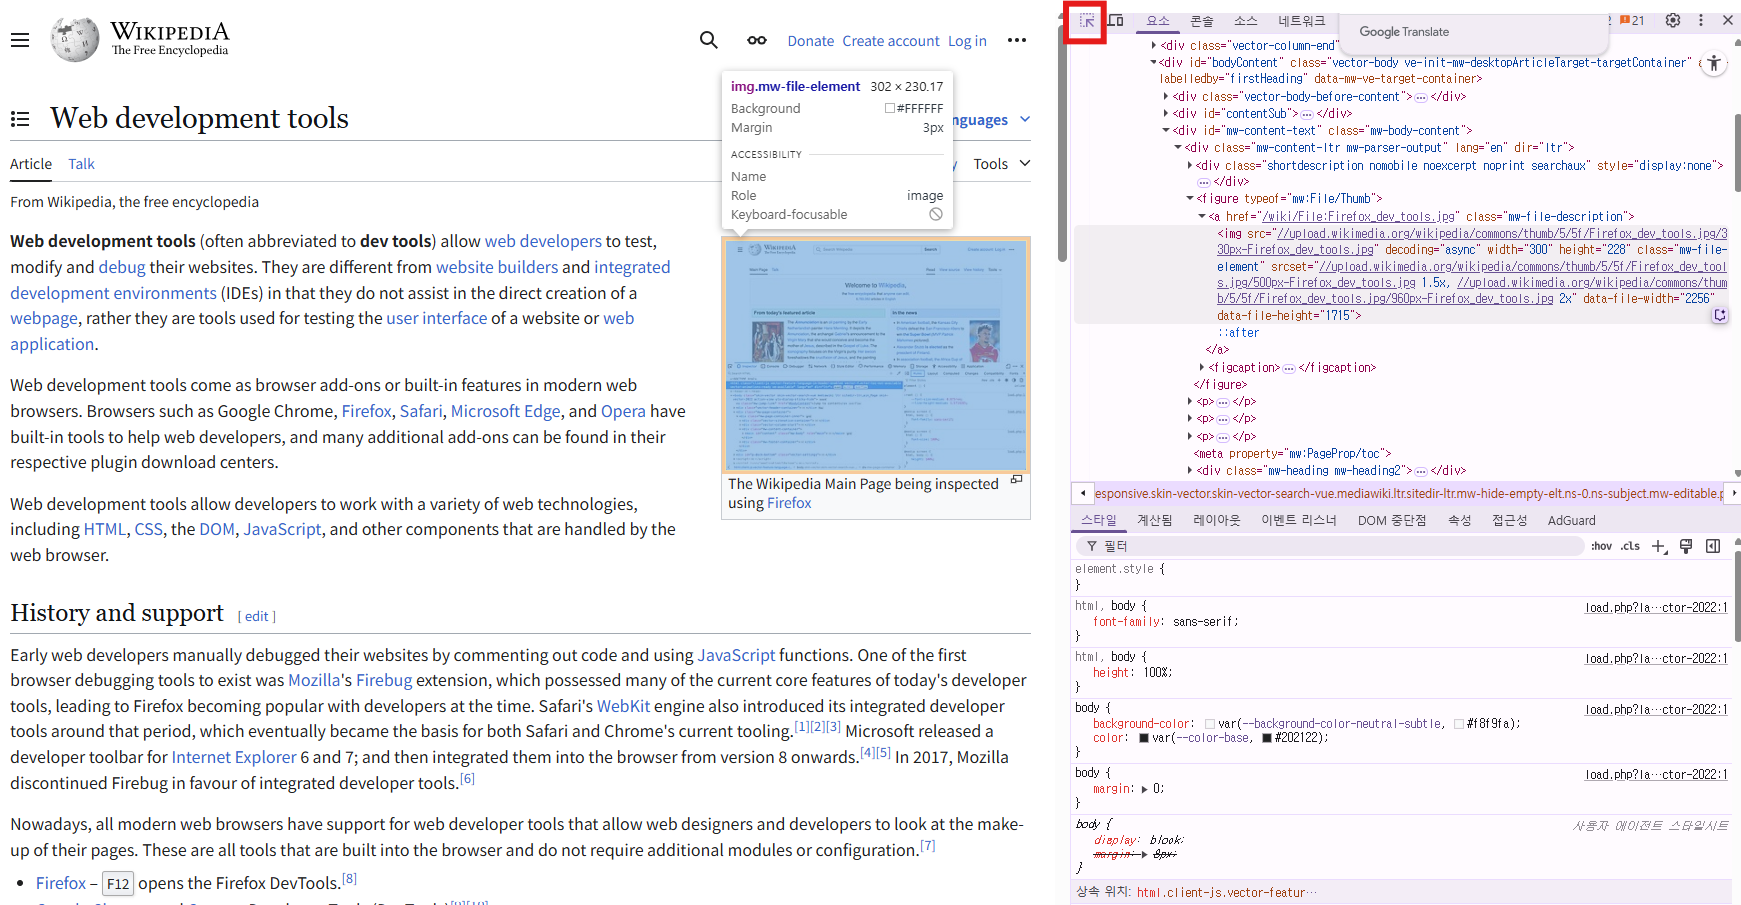 WIKIPEDIA
The Free Encyclopedia
Donate Create account Log in
Web development tools
nguages
Article Talk
y Tools
From Wikipedia, the free encyclopedia
Web development tools (often abbreviated to dev tools) allow web developers to test,
modify and debug their websites. They are different from website builders and integrated
development environments (IDEs) in that they do not assist in the direct creation of a
webpage, rather they are tools used for testing the user interface of a website or web
application.
Web development tools come as browser add-ons or built-in features in modern web
browsers. Browsers such as Google Chrome, Firefox, Safari, Microsoft Edge, and Opera have
built-in tools to help web developers, and many additional add-ons can be found in their
respective plugin download centers.
Web development tools allow developers to work with a variety of web technologies,
including HTML, CSS, the DOM, JavaScript, and other components that are handled by the
web browser.
img.mw-file-element 302 × 230.17
Background #FFFFFF
Margin 3px
ACCESSIBILITY
Name
Role image
Keyboard-focusable
WIKIPEDIA
Welcome to Wikipedia,
From today's featured article
In the news
The Wikipedia Main Page being inspected
using Firefox
History and support [ edit ]
Early web developers manually debugged their websites by commenting out code and using JavaScript functions. One of the first
browser debugging tools to exist was Mozilla's Firebug extension, which possessed many of the current core features of today's developer
tools, leading to Firefox becoming popular with developers at the time. Safari's WebKit engine also introduced its integrated developer
tools around that period, which eventually became the basis for both Safari and Chrome's current tooling.[1][2][3] Microsoft released a
developer toolbar for Internet Explorer 6 and 7; and then integrated them into the browser from version 8 onwards.[4][5] In 2017, Mozilla
discontinued Firebug in favour of integrated developer tools.[6]
Nowadays, all modern web browsers have support for web developer tools that allow web designers and developers to look at the make-
up of their pages. These are all tools that are built into the browser and do not require additional modules or configuration.[7]
• Firefox – F12 opens the Firefox DevTools.[8]
요소 콘솔 소스 네트워크 2 21
Google Translate
<div class="vector-column-end"
<div id="bodyContent" class="vector-body ve-init-mw-desktopArticleTarget-targetContainer" a
labelledby="firstHeading" data-mw-ve-target-container>
<div class="vector-body-before-content">…</div>
<div id="contentSub">…</div>
<div id="mw-content-text" class="mw-body-content">
<div class="mw-content-ltr mw-parser-output" lang="en" dir="ltr">
<div class="shortdescription nomobile noexcerpt noprint searchaux" style="display:none">
…</div>
<figure typeof="mw:File/Thumb">
<a href="/wiki/File:Firefox_dev_tools.jpg" class="mw-file-description">
<img src="//upload.wikimedia.org/wikipedia/commons/thumb/5/5f/Firefox_dev_tools.jpg/3
30px-Firefox_dev_tools.jpg" decoding="async" width="300" height="228" class="mw-file-
element" srcset="//upload.wikimedia.org/wikipedia/commons/thumb/5/5f/Firefox_dev_tool
s.jpg/500px-Firefox_dev_tools.jpg 1.5x, //upload.wikimedia.org/wikipedia/commons/thum
b/5/5f/Firefox_dev_tools.jpg/960px-Firefox_dev_tools.jpg 2x" data-file-width="2256"
data-file-height="1715">
::after
</a>
<figcaption>…</figcaption>
</figure>
<p>…</p>
<p>…</p>
<p>…</p>
<meta property="mw:PageProp/toc">
<div class="mw-heading mw-heading2">…</div>
esponsive.skin-vector.skin-vector-search-vue.mediawiki.ltr.sitedir-ltr.mw-hide-empty-elt.ns-0.ns-subject.mw-editable.p
스타일 계산됨 레이아웃 이벤트 리스너 DOM 중단점 속성 접근성 AdGuard
필터 :hov .cls
element.style {
}
html, body { load.php?la…ctor-2022:1
font-family: sans-serif;
}
html, body { load.php?la…ctor-2022:1
height: 100%;
}
body { load.php?la…ctor-2022:1
background-color: var(--background-color-neutral-subtle, #f8f9fa);
color: var(--color-base, #202122);
}
body { load.php?la…ctor-2022:1
margin: 0;
}
body { 사용자 에이전트 스타일시트
display: block;
margin: 8px;
}
상속 위치: html.client-js.vector-featur…